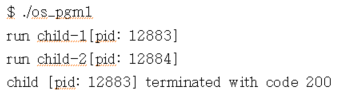 $ ./os_pgm1
run child-1[pid: 12883]
run child-2[pid: 12884]
child [pid: 12883] terminated with code 200